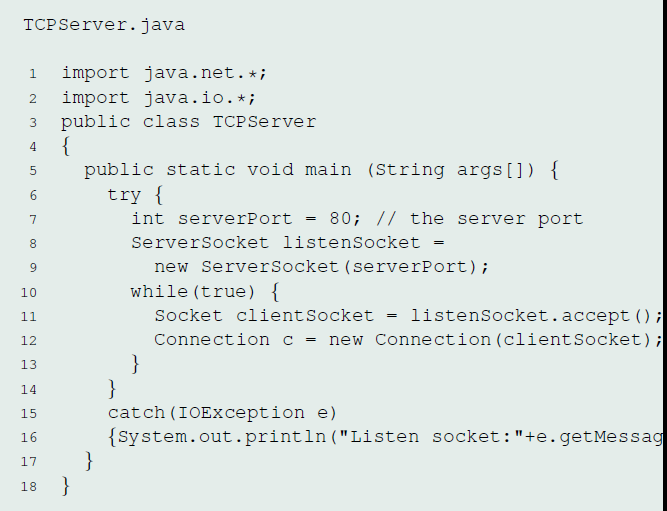 TCPServer.java
1 import java.net.*;
2 import java.io.*;
3 public class TCPServer
4 {
5 public static void main (String args[]) {
6 try {
7 int serverPort = 80; // the server port
8 ServerSocket listenSocket =
9 new ServerSocket(serverPort);
10 while(true) {
11 Socket clientSocket = listenSocket.accept();
12 Connection c = new Connection(clientSocket);
13 }
14 }
15 catch(IOException e)
16 {System.out.println("Listen socket:"+e.getMessag
17 }
18 }